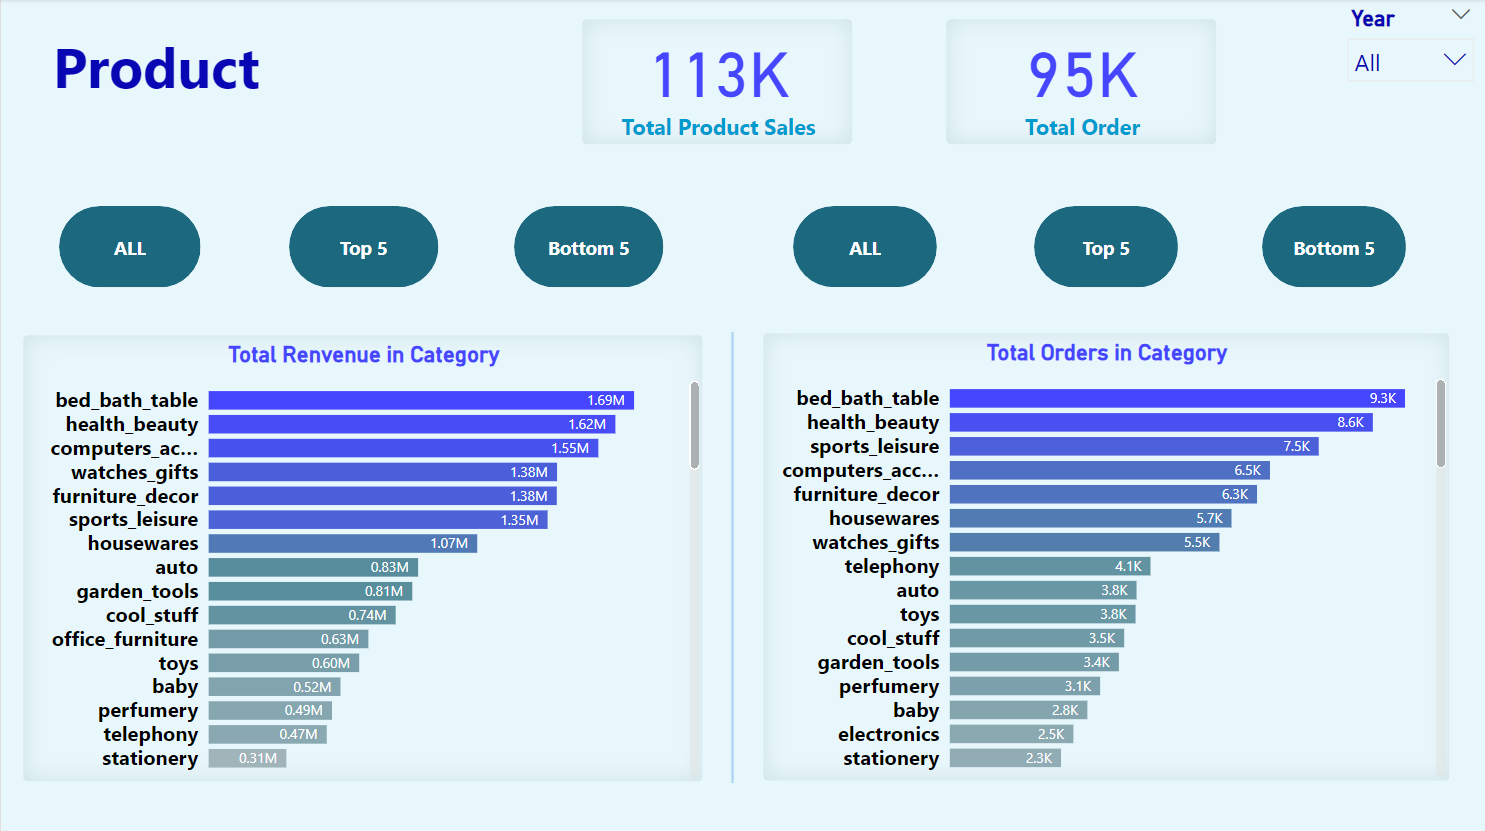 Product
113K
Total Product Sales
95K
Total Order
Year
All
ALL
Top 5
Bottom 5
ALL
Top 5
Bottom 5
Total Renvenue in Category
bed_bath_table 1.69M
health_beauty 1.62M
computers_ac... 1.55M
watches_gifts 1.38M
furniture_decor 1.38M
sports_leisure 1.35M
housewares 1.07M
auto 0.83M
garden_tools 0.81M
cool_stuff 0.74M
office_furniture 0.63M
toys 0.60M
baby 0.52M
perfumery 0.49M
telephony 0.47M
stationery 0.31M
Total Orders in Category
bed_bath_table 9.3K
health_beauty 8.6K
sports_leisure 7.5K
computers_acc... 6.5K
furniture_decor 6.3K
housewares 5.7K
watches_gifts 5.5K
telephony 4.1K
auto 3.8K
toys 3.8K
cool_stuff 3.5K
garden_tools 3.4K
perfumery 3.1K
baby 2.8K
electronics 2.5K
stationery 2.3K